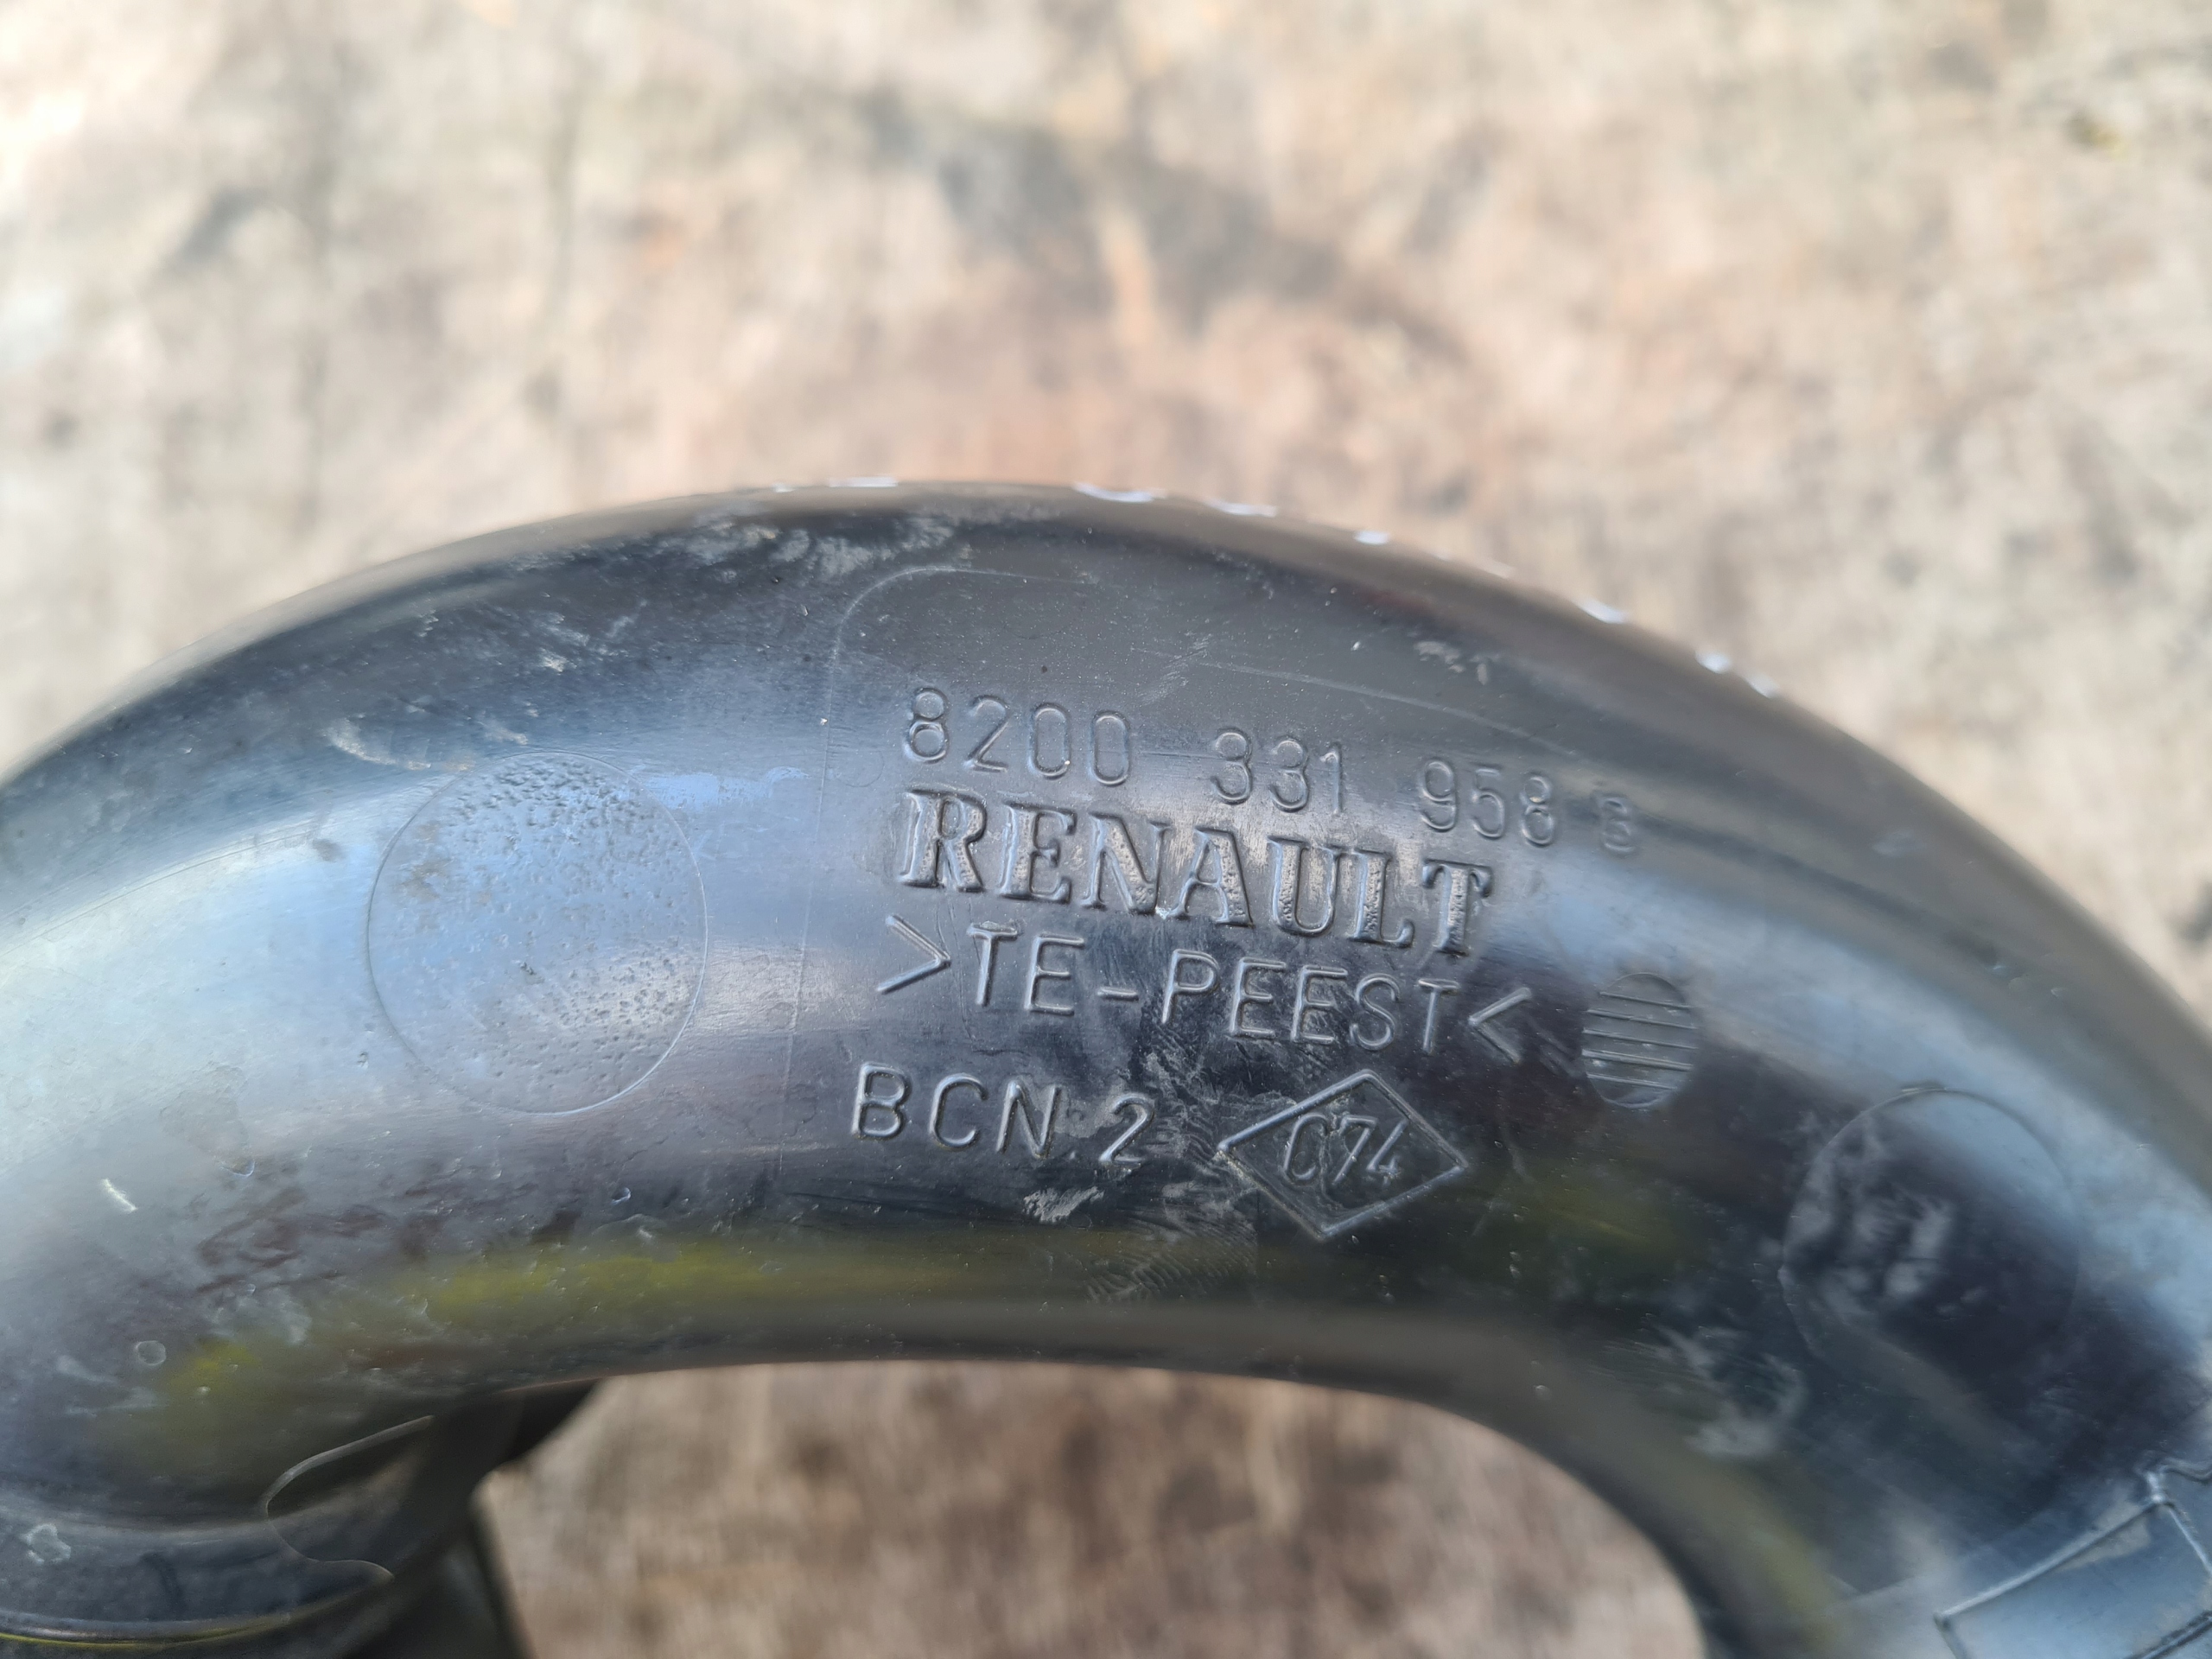 8200 331 958 B
RENAULT
>TE-PEEST<
BCN.2 C74